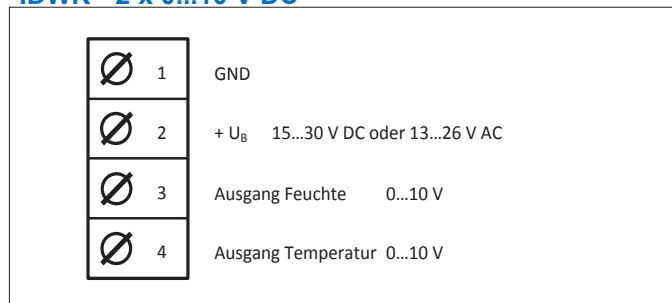 1 GND
2 + UB 15...30 V DC oder 13...26 V AC
3 Ausgang Feuchte 0...10 V
4 Ausgang Temperatur 0...10 V